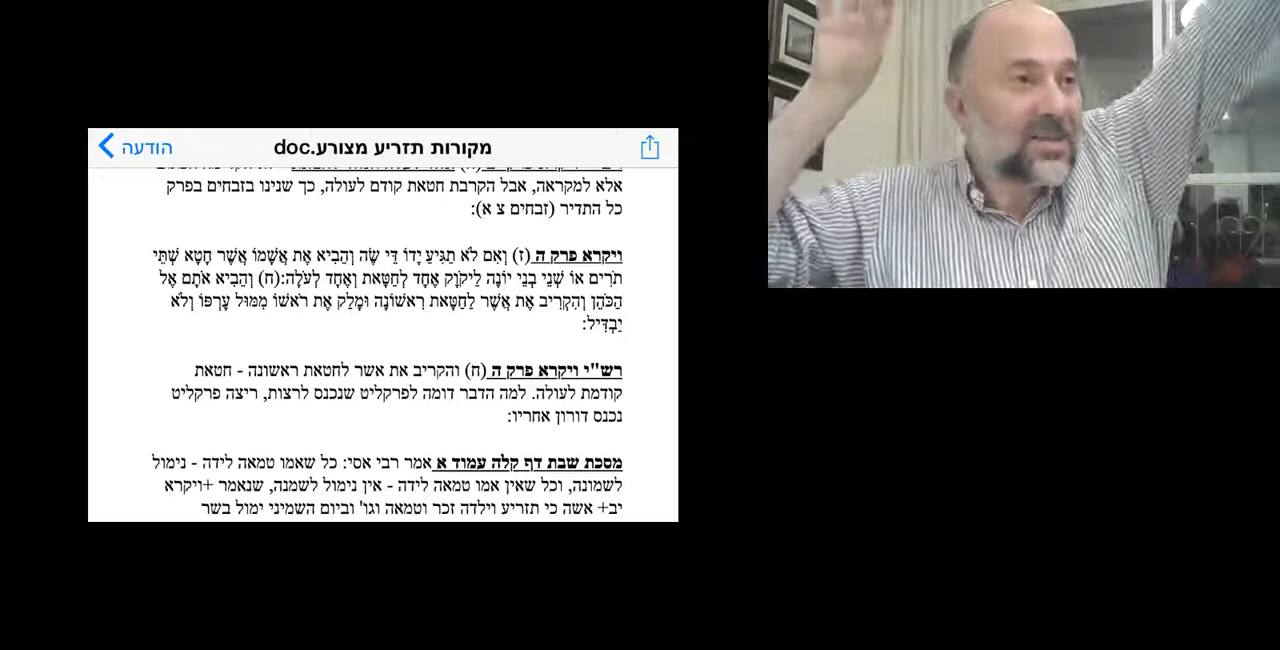 הודעה
מקורות תזריע מצורע.doc
אלא למקראה, אבל הקרבת חטאת קודם לעולה, כך שנינו בזבחים בפרק
כל התדיר (זבחים צ א):
ויקרא פרק ה (ז) וְאִם לֹא תַגִּיעַ יָדוֹ דֵּי שֶׂה וְהֵבִיא אֶת אֲשָׁמוֹ אֲשֶׁר חָטָא שְׁתֵּי
תֹרִים אוֹ שְׁנֵי בְנֵי יוֹנָה לַיקֹוָק אֶחָד לְחַטָּאת וְאֶחָד לְעֹלָה:(ח) וְהֵבִיא אֹתָם אֶל
הַכֹּהֵן וְהִקְרִיב אֶת אֲשֶׁר לַחַטָּאת רִאשׁוֹנָה וּמָלַק אֶת רֹאשׁוֹ מִמּוּל עָרְפּוֹ וְלֹא
יַבְדִּיל:
רש"י ויקרא פרק ה (ח) והקריב את אשר לחטאת ראשונה - חטאת
קודמת לעולה. למה הדבר דומה לפרקליט שנכנס לרצות, ריצה פרקליט
נכנס דורון אחריו:
מסכת שבת דף קלה עמוד א אמר רבי אסי: כל שאמו טמאה לידה - נימול
לשמונה, וכל שאין אמו טמאה לידה - אין נימול לשמנה, שנאמר +ויקרא
יב+ אשה כי תזריע וילדה זכר וטמאה וגו' וביום השמיני ימול בשר